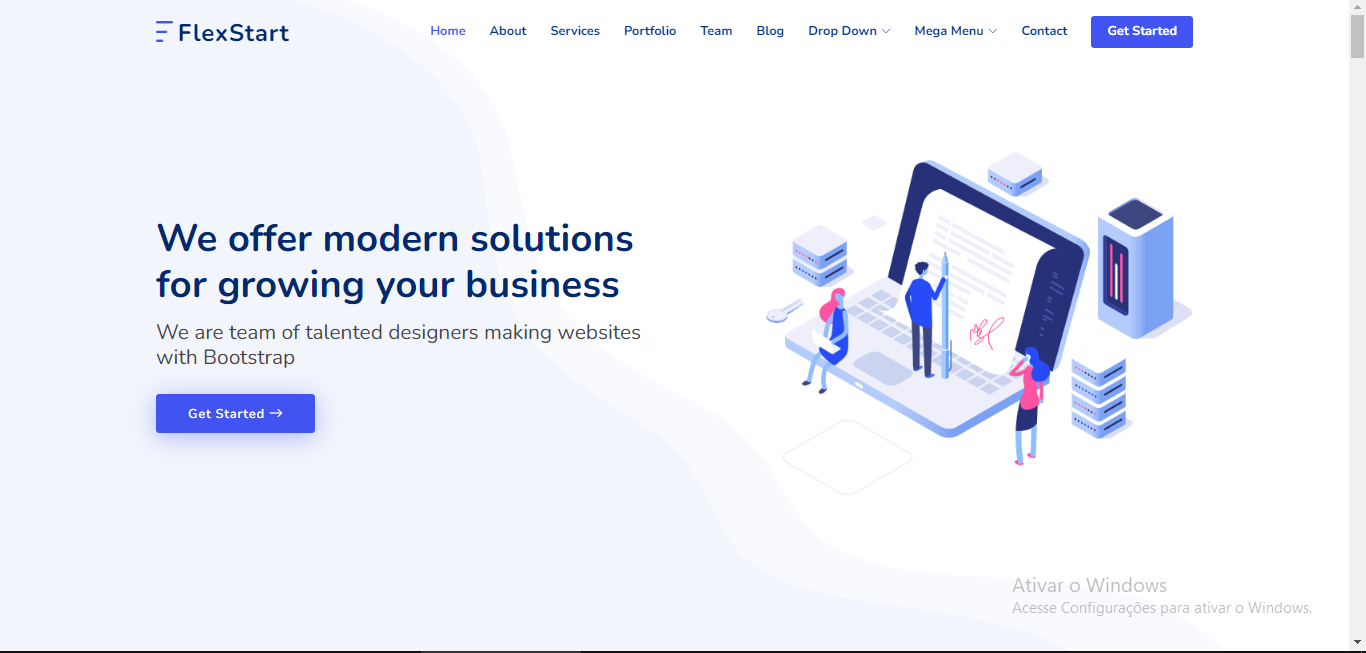 FlexStart
Home About Services Portfolio Team Blog Drop Down Mega Menu Contact Get Started
We offer modern solutions
for growing your business
We are team of talented designers making websites
with Bootstrap
Get Started →
Ativar o Windows
Acesse Configurações para ativar o Windows.